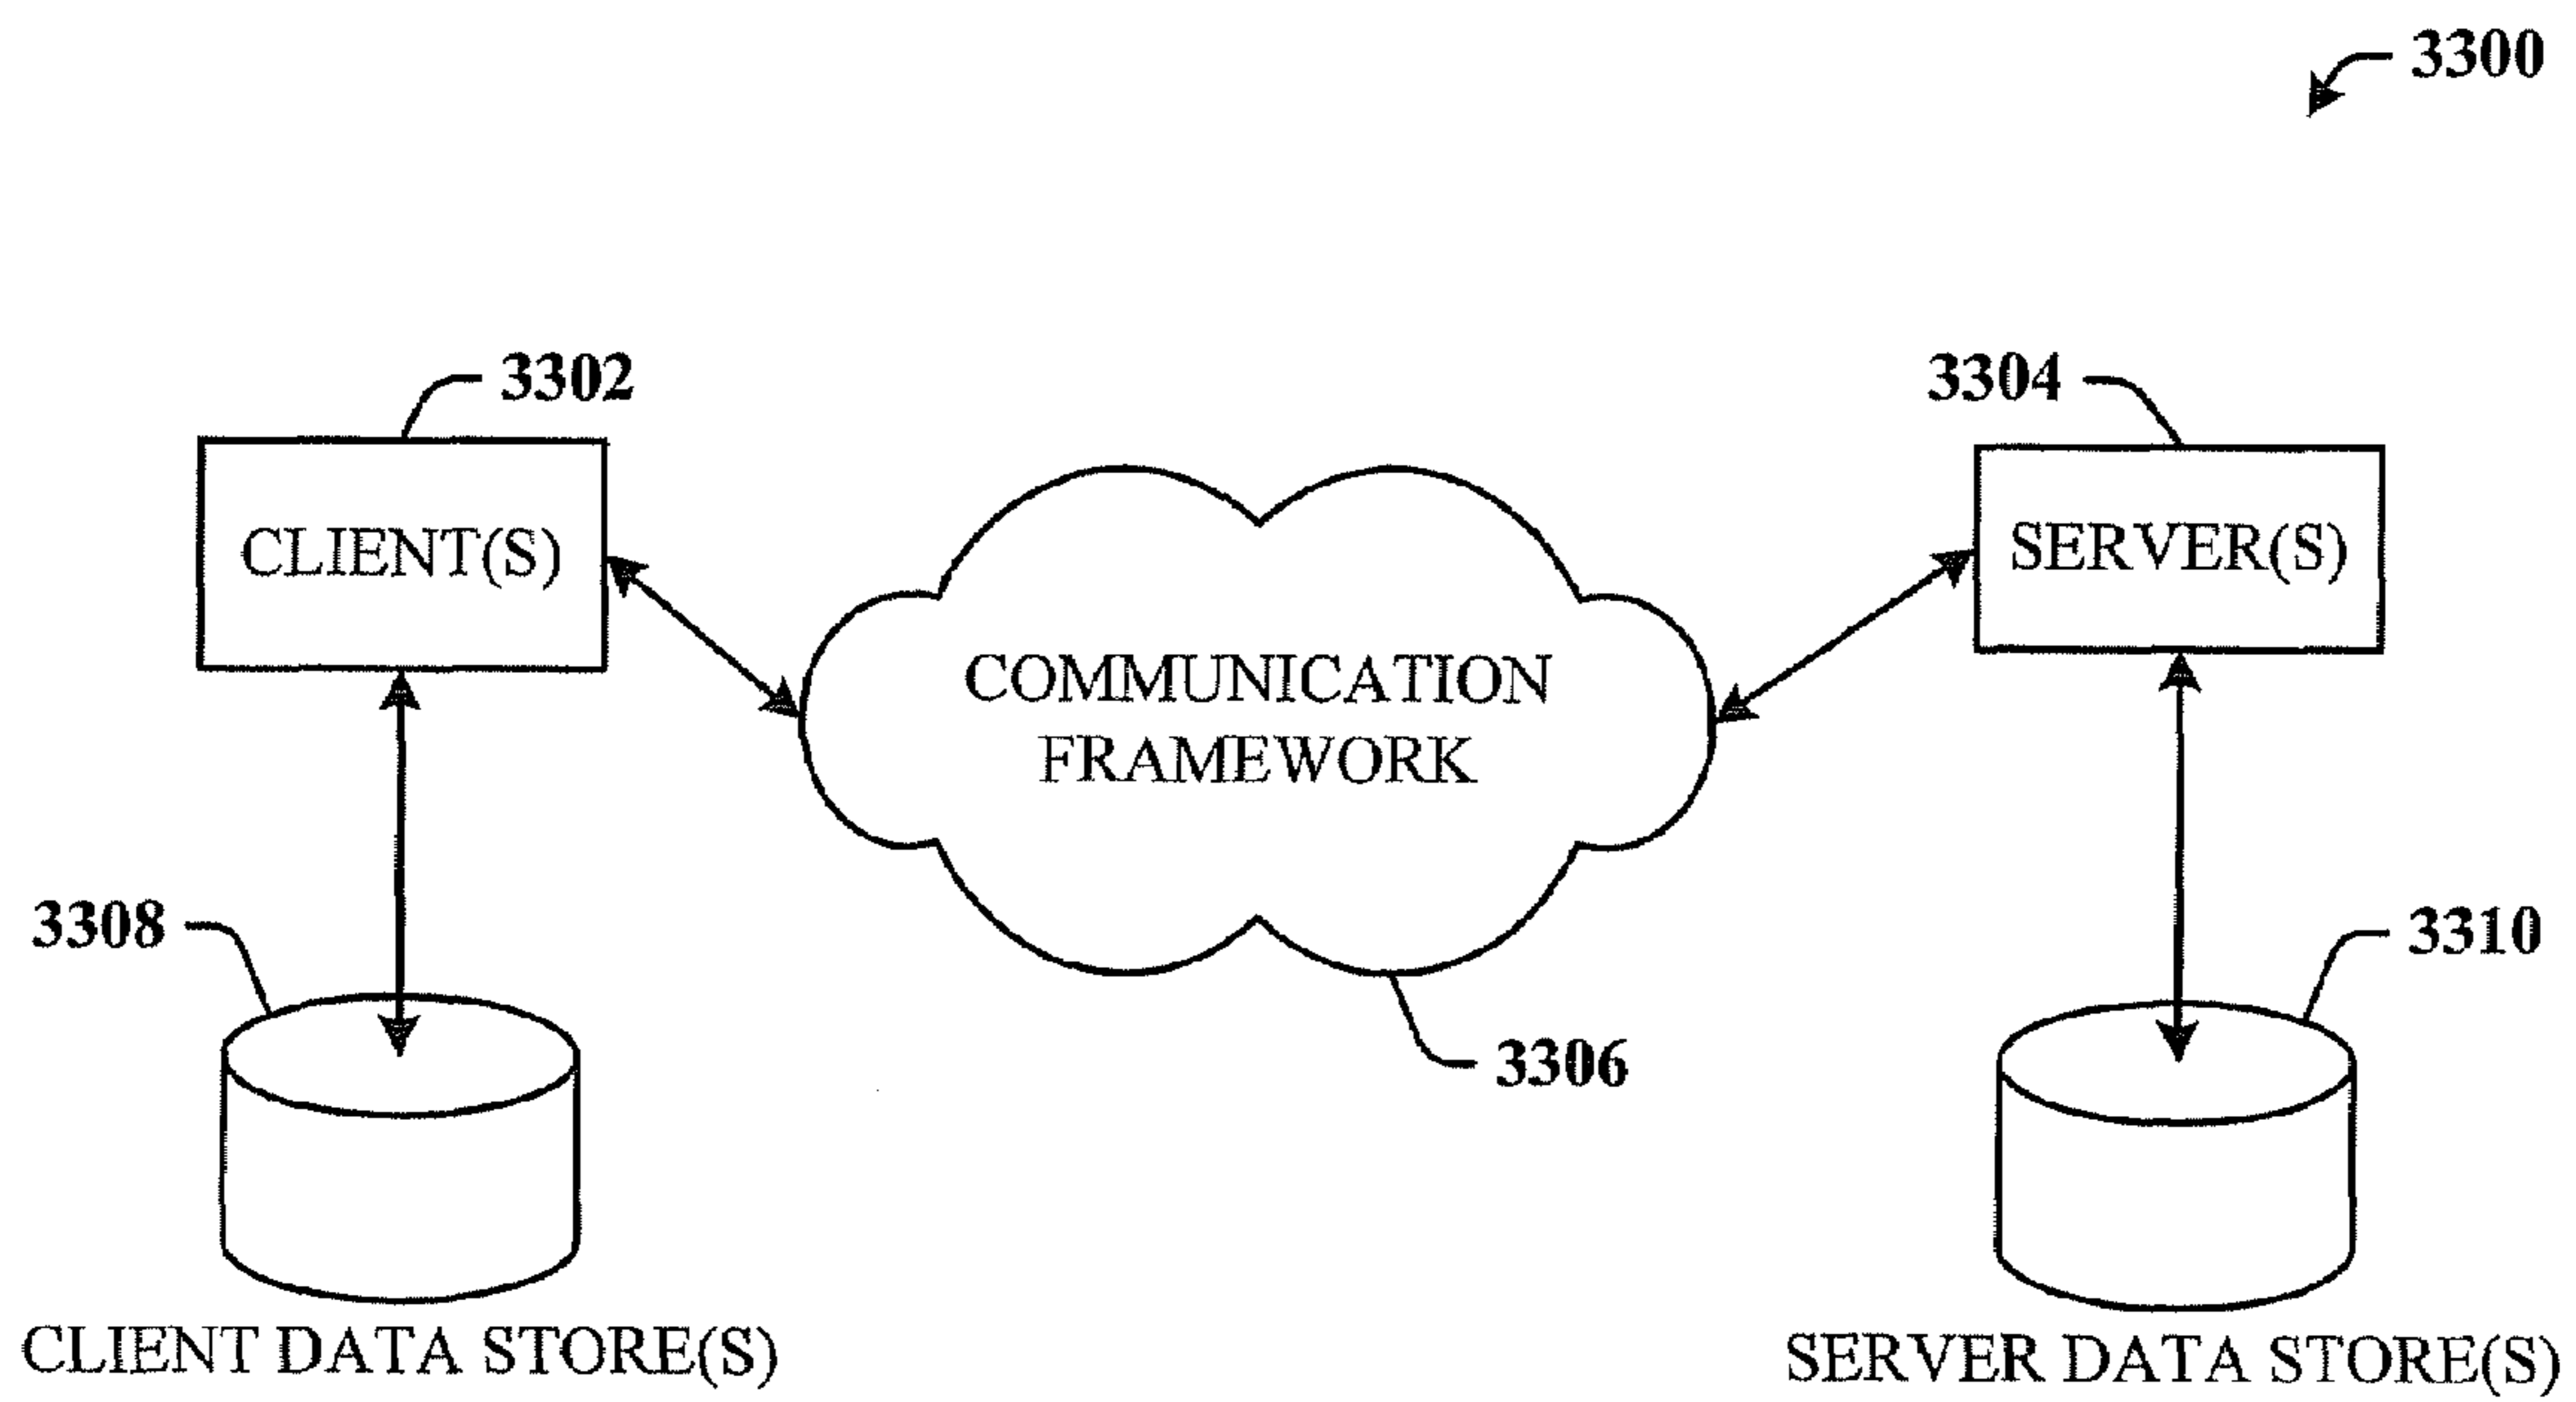 3300
3302
3304
CLIENT(S)
SERVER(S)
COMMUNICATION
FRAMEWORK
3308
3310
3306
CLIENT DATA STORE(S)
SERVER DATA STORE(S)